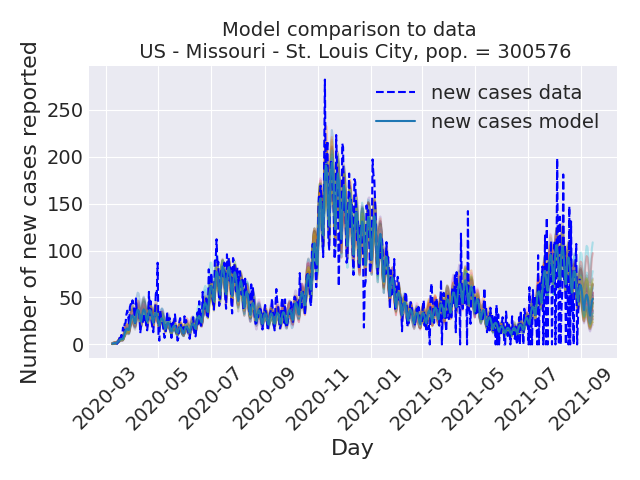 Model comparison to data
US - Missouri - St. Louis City, pop. = 300576
Number of new cases reported
250
200
150
100
50
0
new cases data
new cases model
2020-03
2020-05
2020-07
2020-09
2020-11
2021-01
2021-03
2021-05
2021-07
2021-09
Day